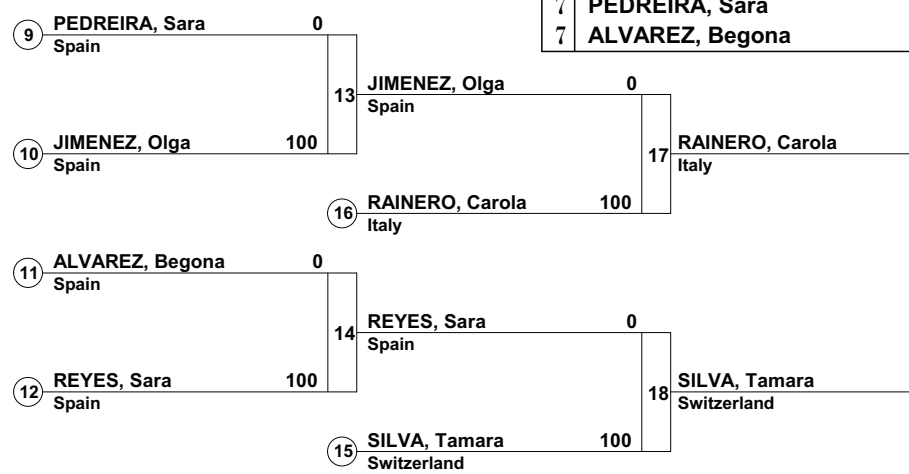 7 PEDREIRA, Sara
7 ALVAREZ, Begona
9 PEDREIRA, Sara 0
Spain
13 JIMENEZ, Olga 0
Spain
10 JIMENEZ, Olga 100
Spain
17 RAINERO, Carola
Italy
16 RAINERO, Carola 100
Italy
11 ALVAREZ, Begona 0
Spain
14 REYES, Sara 0
Spain
12 REYES, Sara 100
Spain
18 SILVA, Tamara
Switzerland
15 SILVA, Tamara 100
Switzerland